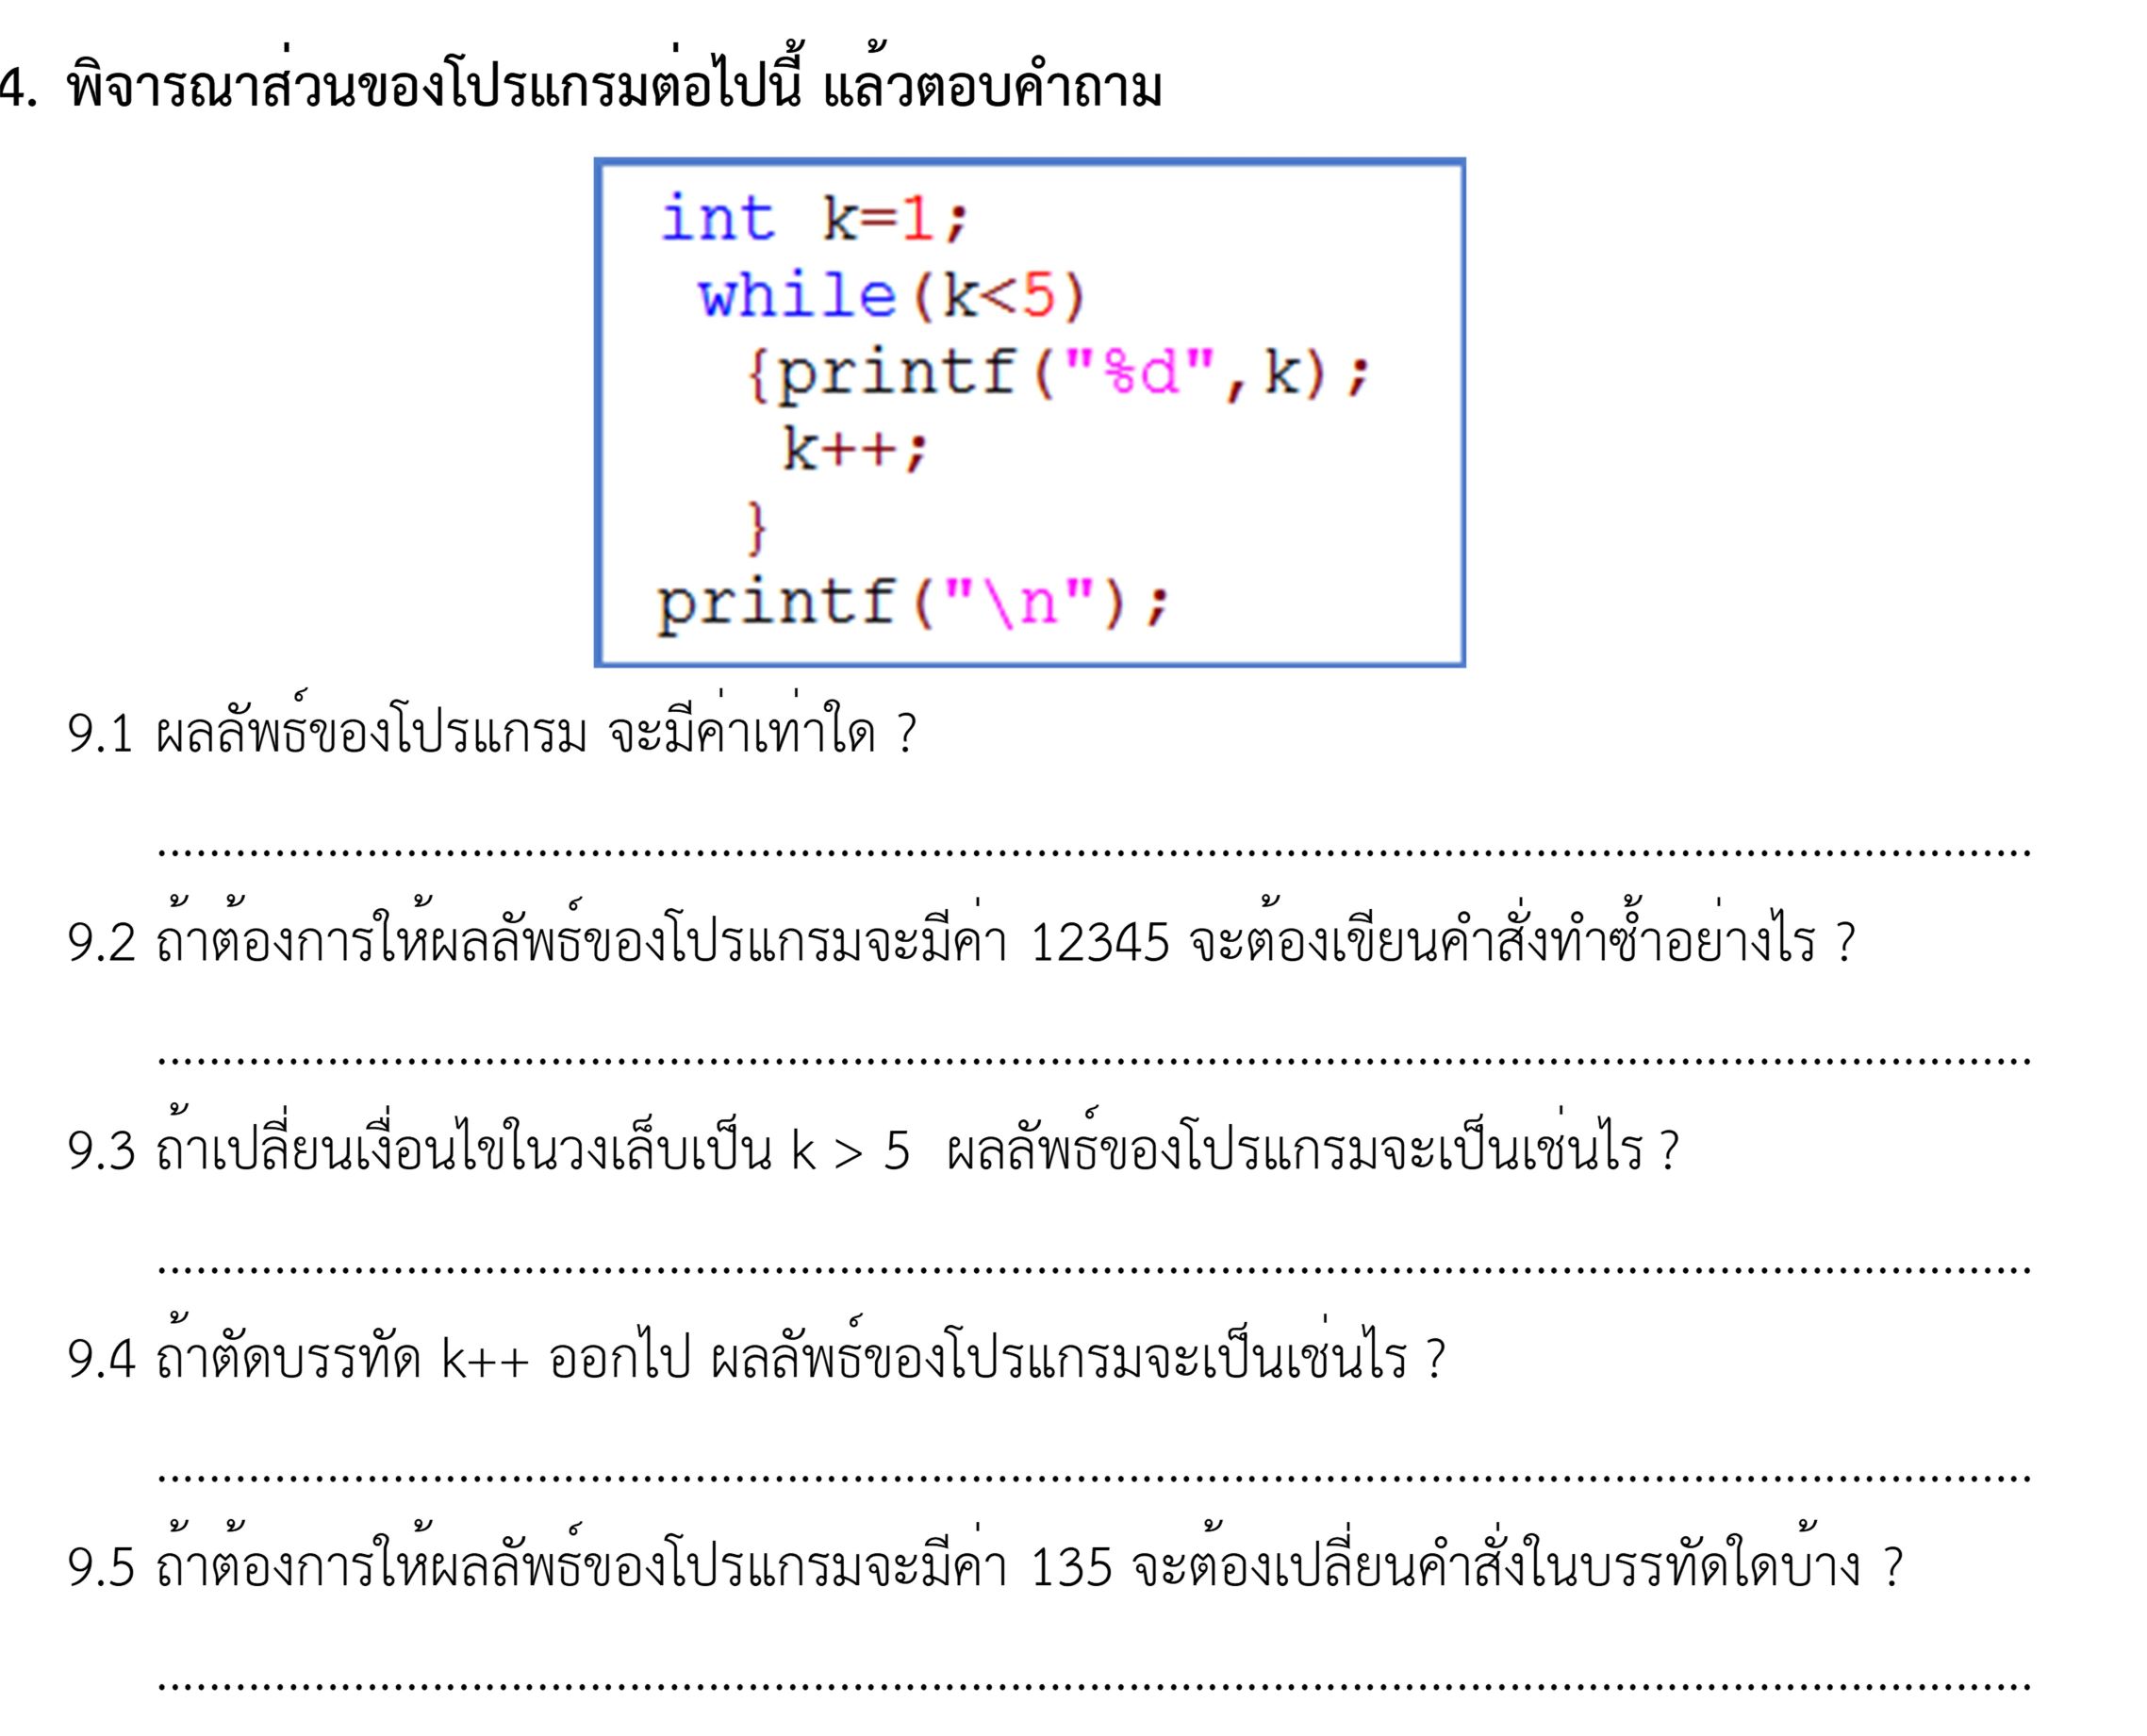 4. พิจารณาส่วนของโปรแกรมต่อไปนี้ แล้วตอบคำถาม
int k=1;
while(k<5)
{printf("%d",k);
k++;
}
printf("\n");
9.1 ผลลัพธ์ของโปรแกรม จะมีค่าเท่าใด ?
................................................................................................................................................
9.2 ถ้าต้องการให้ผลลัพธ์ของโปรแกรมจะมีค่า 12345 จะต้องเขียนคำสั่งทำซ้ำอย่างไร ?
................................................................................................................................................
9.3 ถ้าเปลี่ยนเงื่อนไขในวงเล็บเป็น k > 5 ผลลัพธ์ของโปรแกรมจะเป็นเช่นไร ?
................................................................................................................................................
9.4 ถ้าตัดบรรทัด k++ ออกไป ผลลัพธ์ของโปรแกรมจะเป็นเช่นไร ?
................................................................................................................................................
9.5 ถ้าต้องการให้ผลลัพธ์ของโปรแกรมจะมีค่า 135 จะต้องเปลี่ยนคำสั่งในบรรทัดใดบ้าง ?
................................................................................................................................................